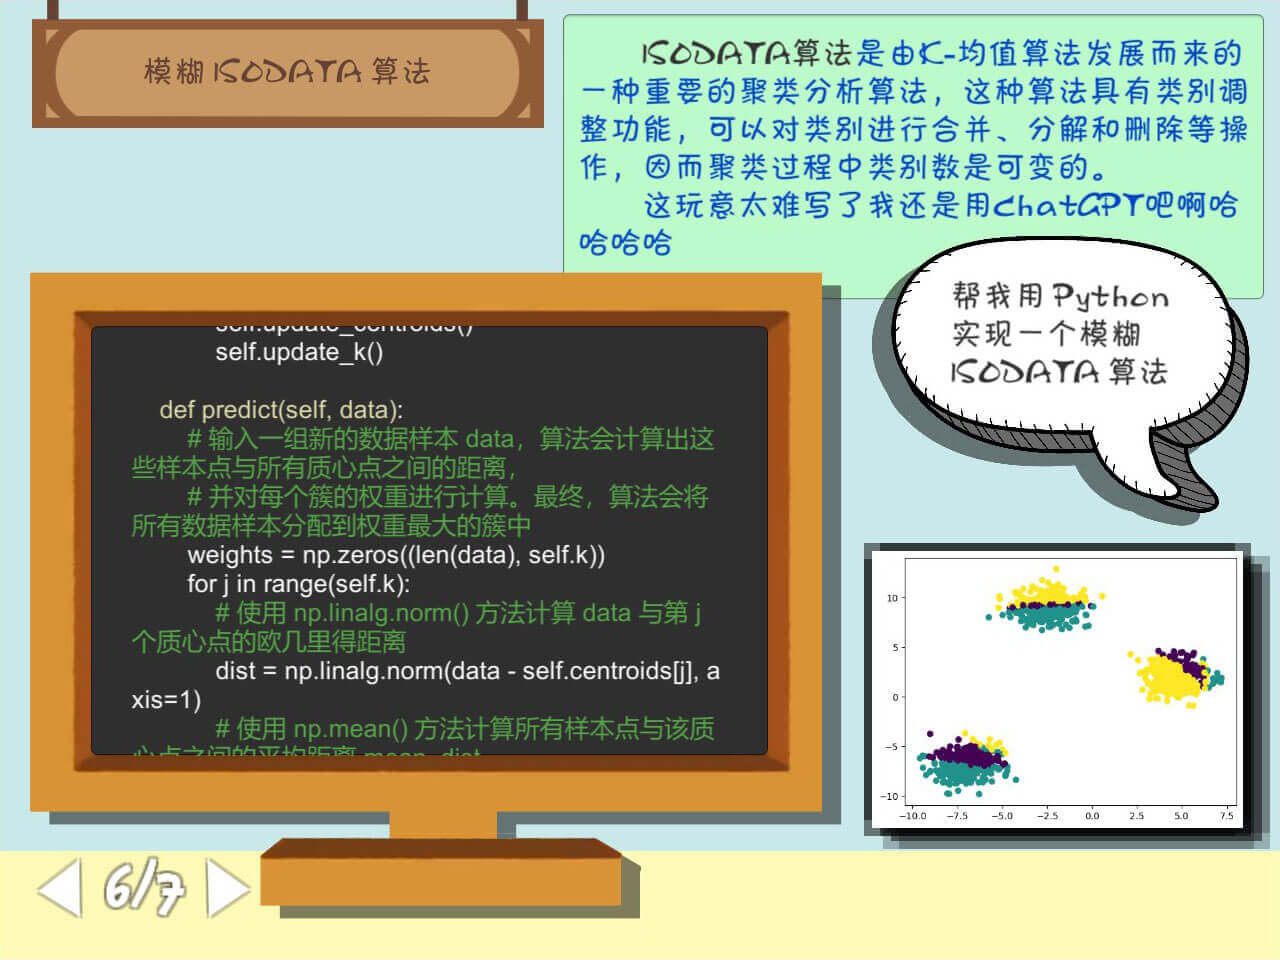 模糊 ISODATA 算法
ISODATA算法是由K-均值算法发展而来的
一种重要的聚类分析算法，这种算法具有类别调
整功能，可以对类别进行合并、分解和删除等操
作，因而聚类过程中类别数是可变的。
这玩意太难写了我还是用ChatGPT吧啊哈
哈哈哈
帮我用 Python
实现一个模糊
ISODATA 算法
self.update_centroids()
self.update_k()
def predict(self, data):
# 输入一组新的数据样本 data，算法会计算出这
些样本点与所有质心点之间的距离，
# 并对每个簇的权重进行计算。最终，算法会将
所有数据样本分配到权重最大的簇中
weights = np.zeros((len(data), self.k))
for j in range(self.k):
# 使用 np.linalg.norm() 方法计算 data 与第 j
个质心点的欧几里得距离
dist = np.linalg.norm(data - self.centroids[j], a
xis=1)
# 使用 np.mean() 方法计算所有样本点与该质
心点之间的平均距离 mean_dist
10
5
0
−5
−10
−10.0 −7.5 −5.0 −2.5 0.0 2.5 5.0 7.5
6/7